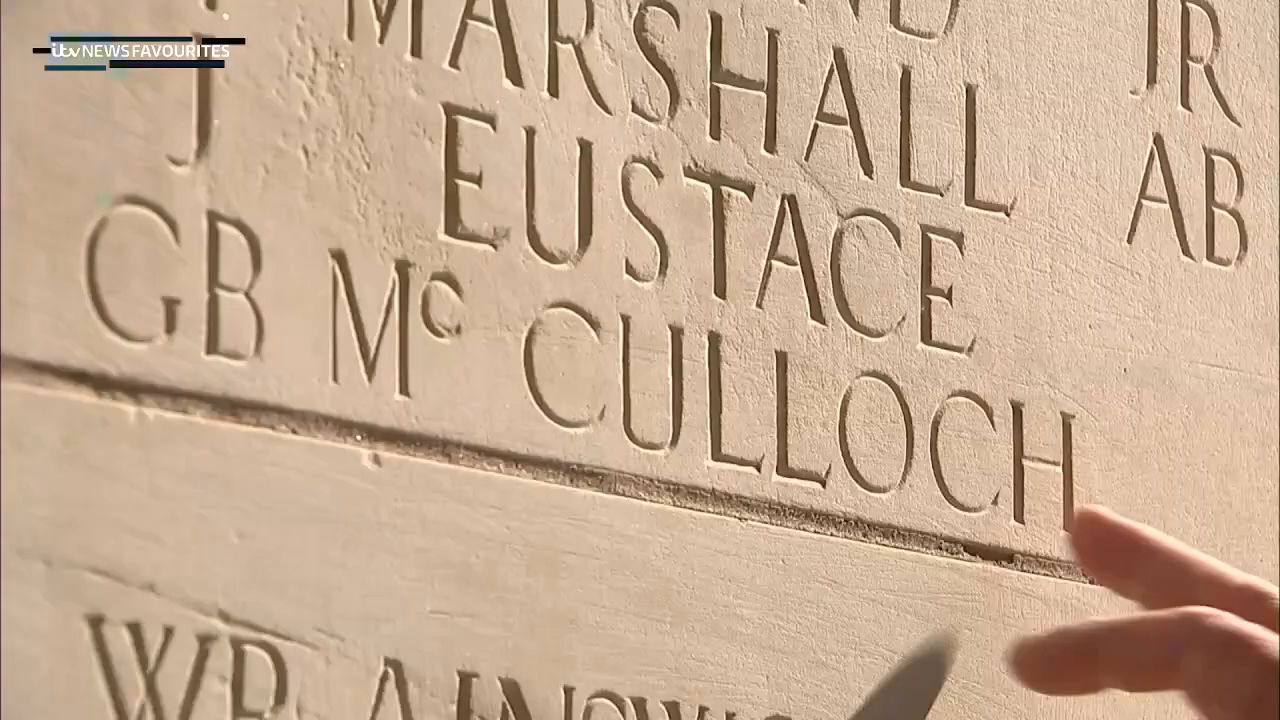 itv NEWS FAVOURITES
MARSHALL JR
J EUSTACE AB
GB Mc CULLOCH